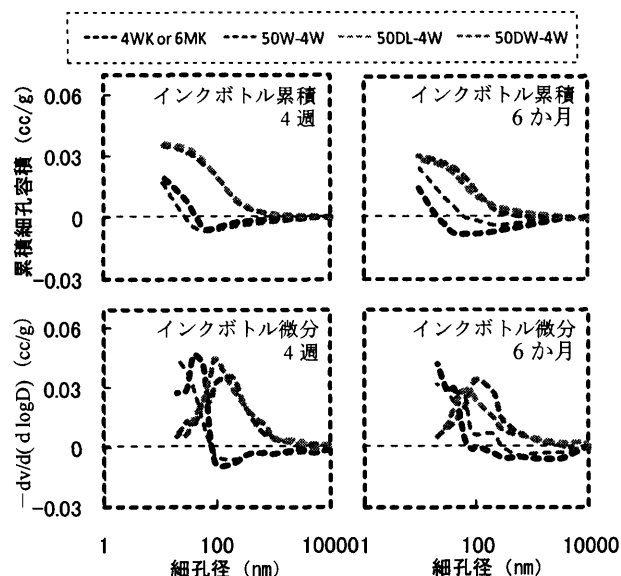 4WK or 6MK 50W-4W 50DL-4W 50DW-4W
累積細孔容積 (cc/g)
0.06
0.03
0
-0.03
インクボトル累積
4週
インクボトル累積
6か月
-dv/d( d logD) (cc/g)
0.06
0.03
0
-0.03
インクボトル微分
4週
インクボトル微分
6か月
1 100 100001 100 10000
細孔径 (nm) 細孔径 (nm)